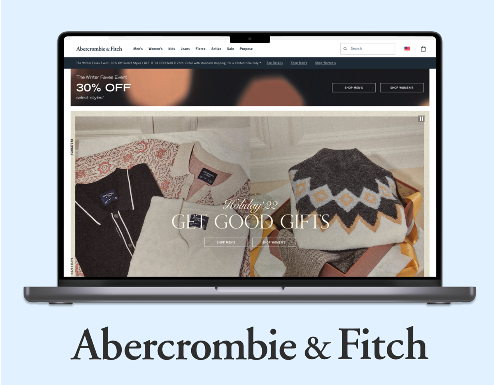 Abercrombie & Fitch
Men's Women's Kids Jeans Fierce Active Sale Purpose
Search
The Winter Faves Event
30% OFF
select styles*
SHOP MEN'S SHOP WOMEN'S
Holiday '22
GET GOOD GIFTS
SHOP MEN'S SHOP WOMEN'S
Abercrombie & Fitch